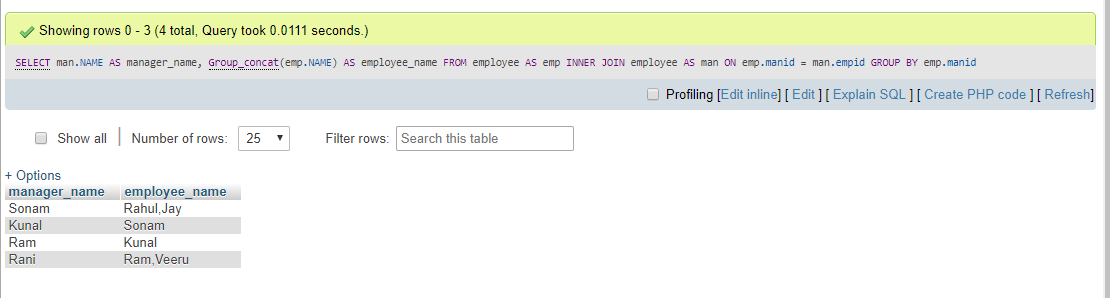 Showing rows 0 - 3 (4 total, Query took 0.0111 seconds.)
SELECT man.NAME AS manager_name, Group_concat(emp.NAME) AS employee_name FROM employee AS emp INNER JOIN employee AS man ON emp.manid = man.empid GROUP BY emp.manid
Profiling [Edit inline] [ Edit ] [ Explain SQL ] [ Create PHP code ] [ Refresh]
Show all | Number of rows: 25 Filter rows: Search this table
+ Options
manager_name employee_name
Sonam Rahul,Jay
Kunal Sonam
Ram Kunal
Rani Ram,Veeru